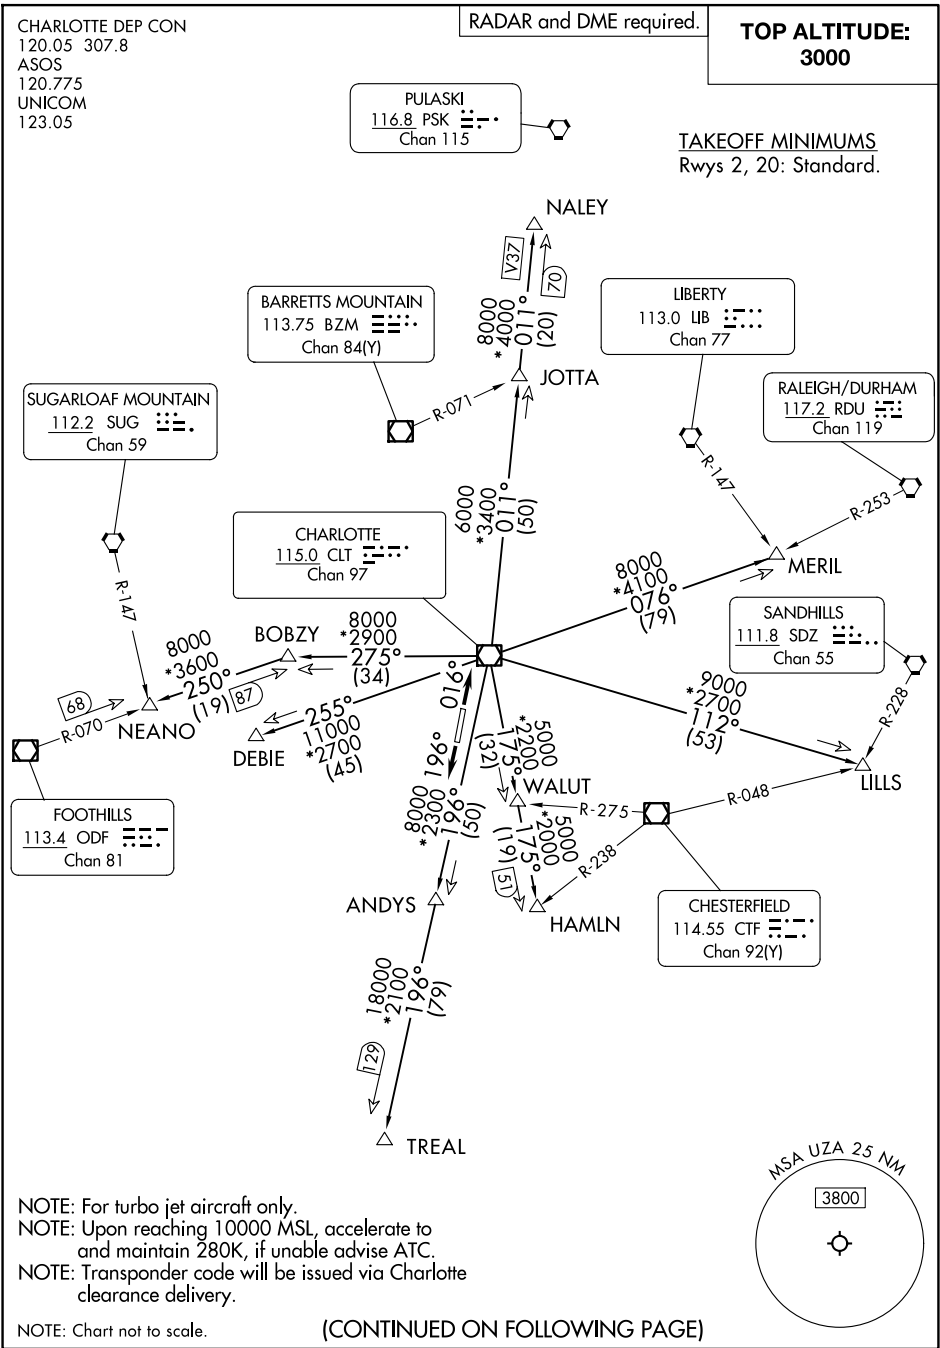 CHARLOTTE DEP CON
120.05 307.8
ASOS
120.775
UNICOM
123.05
RADAR and DME required.
TOP ALTITUDE:
3000
TAKEOFF MINIMUMS
Rwys 2, 20: Standard.
PULASKI
116.8 PSK
Chan 115
NALEY
V37
70
8000
*4000
011°
(20)
BARRETTS MOUNTAIN
113.75 BZM
Chan 84(Y)
LIBERTY
113.0 LIB
Chan 77
JOTTA
R-071
RALEIGH/DURHAM
117.2 RDU
Chan 119
SUGARLOAF MOUNTAIN
112.2 SUG
Chan 59
R-147
R-253
6000
*3400
011°
(50)
CHARLOTTE
115.0 CLT
Chan 97
MERIL
8000
*4100
076°
(79)
R-147
SANDHILLS
111.8 SDZ
Chan 55
BOBZY
8000
*2900
275°
(34)
8000
*3600
250°
(19)
87
68
R-070
NEANO
DEBIE
255°
11000
*2700
(45)
016°
196°
9000
*2700
112°
(53)
R-228
LILLS
5000
*2200
175°
(32)
WALUT
R-275
R-048
R-238
FOOTHILLS
113.4 ODF
Chan 81
8000
*2300
196°
(50)
5000
*2000
175°
(19)
51
ANDYS
HAMLN
CHESTERFIELD
114.55 CTF
Chan 92(Y)
18000
*2100
196°
(79)
129
TREAL
MSA UZA 25 NM
3800
NOTE: For turbo jet aircraft only.
NOTE: Upon reaching 10000 MSL, accelerate to
and maintain 280K, if unable advise ATC.
NOTE: Transponder code will be issued via Charlotte
clearance delivery.
NOTE: Chart not to scale.
(CONTINUED ON FOLLOWING PAGE)